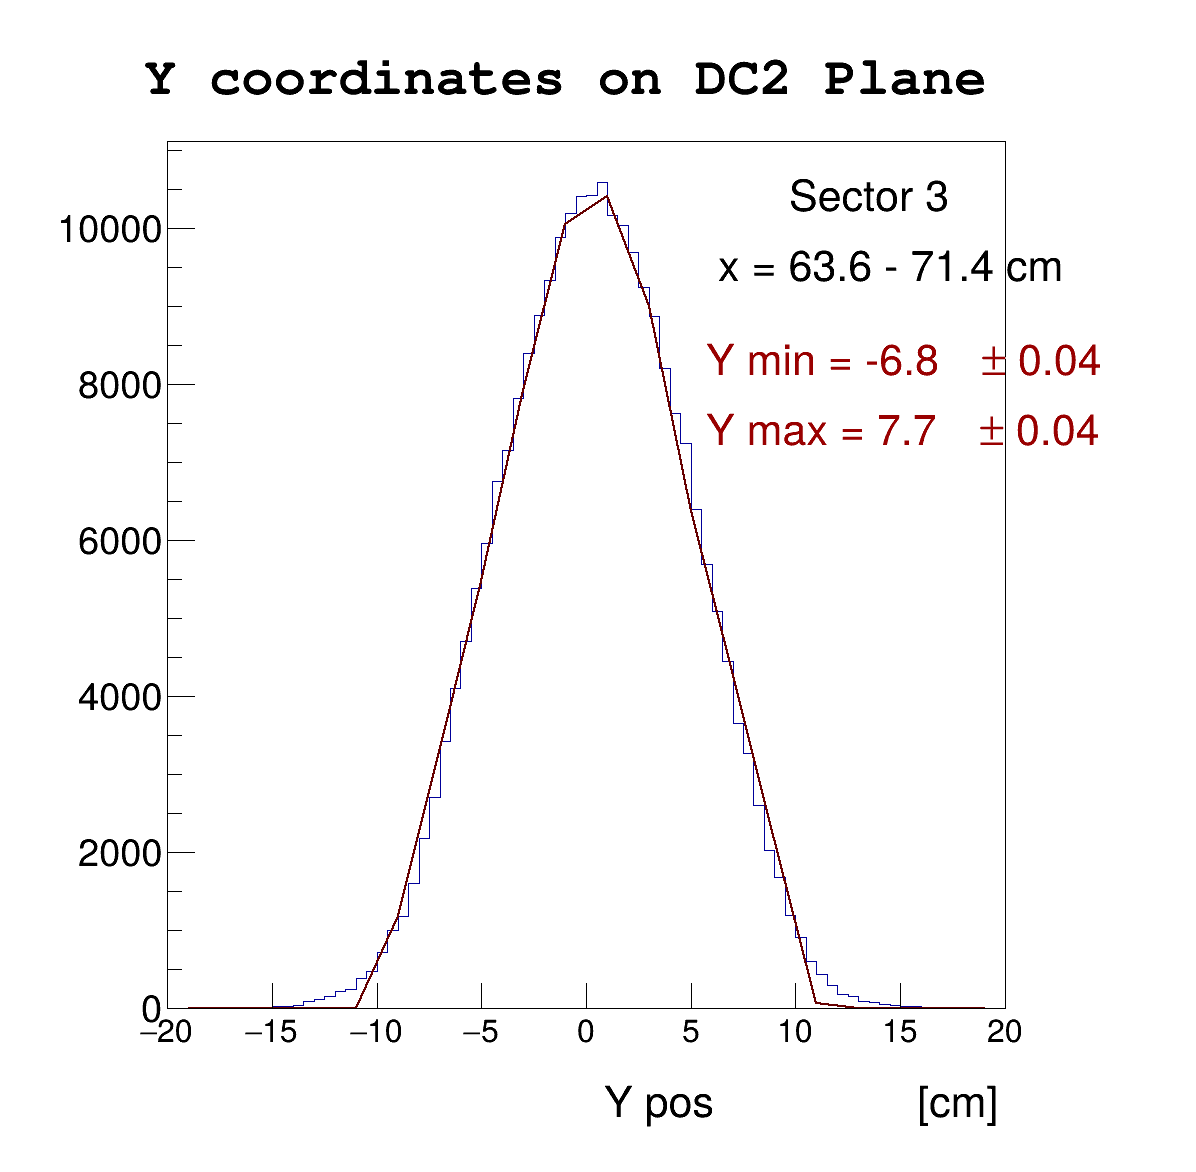 Y coordinates on DC2 Plane
Sector 3
x = 63.6 - 71.4 cm
Y min = -6.8 ± 0.04
Y max = 7.7 ± 0.04
10000
8000
6000
4000
2000
0
−20 −15 −10 −5 0 5 10 15 20
Y pos [cm]